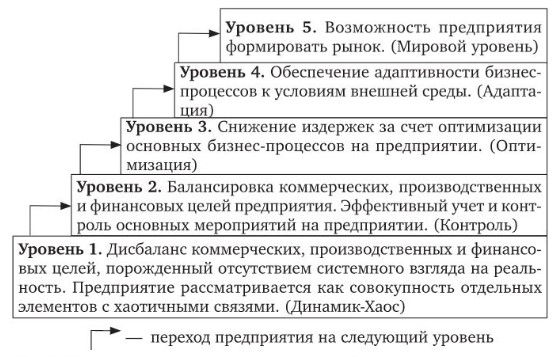 Уровень 5. Возможность предприятия
формировать рынок. (Мировой уровень)
Уровень 4. Обеспечение адаптивности бизнес-
процессов к условиям внешней среды. (Адапта-
ция)
Уровень 3. Снижение издержек за счет оптимизации
основных бизнес-процессов на предприятии. (Опти-
мизация)
Уровень 2. Балансировка коммерческих, производственных
и финансовых целей предприятия. Эффективный учет и конт-
роль основных мероприятий на предприятии. (Контроль)
Уровень 1. Дисбаланс коммерческих, производственных и финансо-
вых целей, порожденный отсутствием системного взгляда на реаль-
ность. Предприятие рассматривается как совокупность отдельных
элементов с хаотичными связями. (Динамик-Хаос)
— переход предприятия на следующий уровень